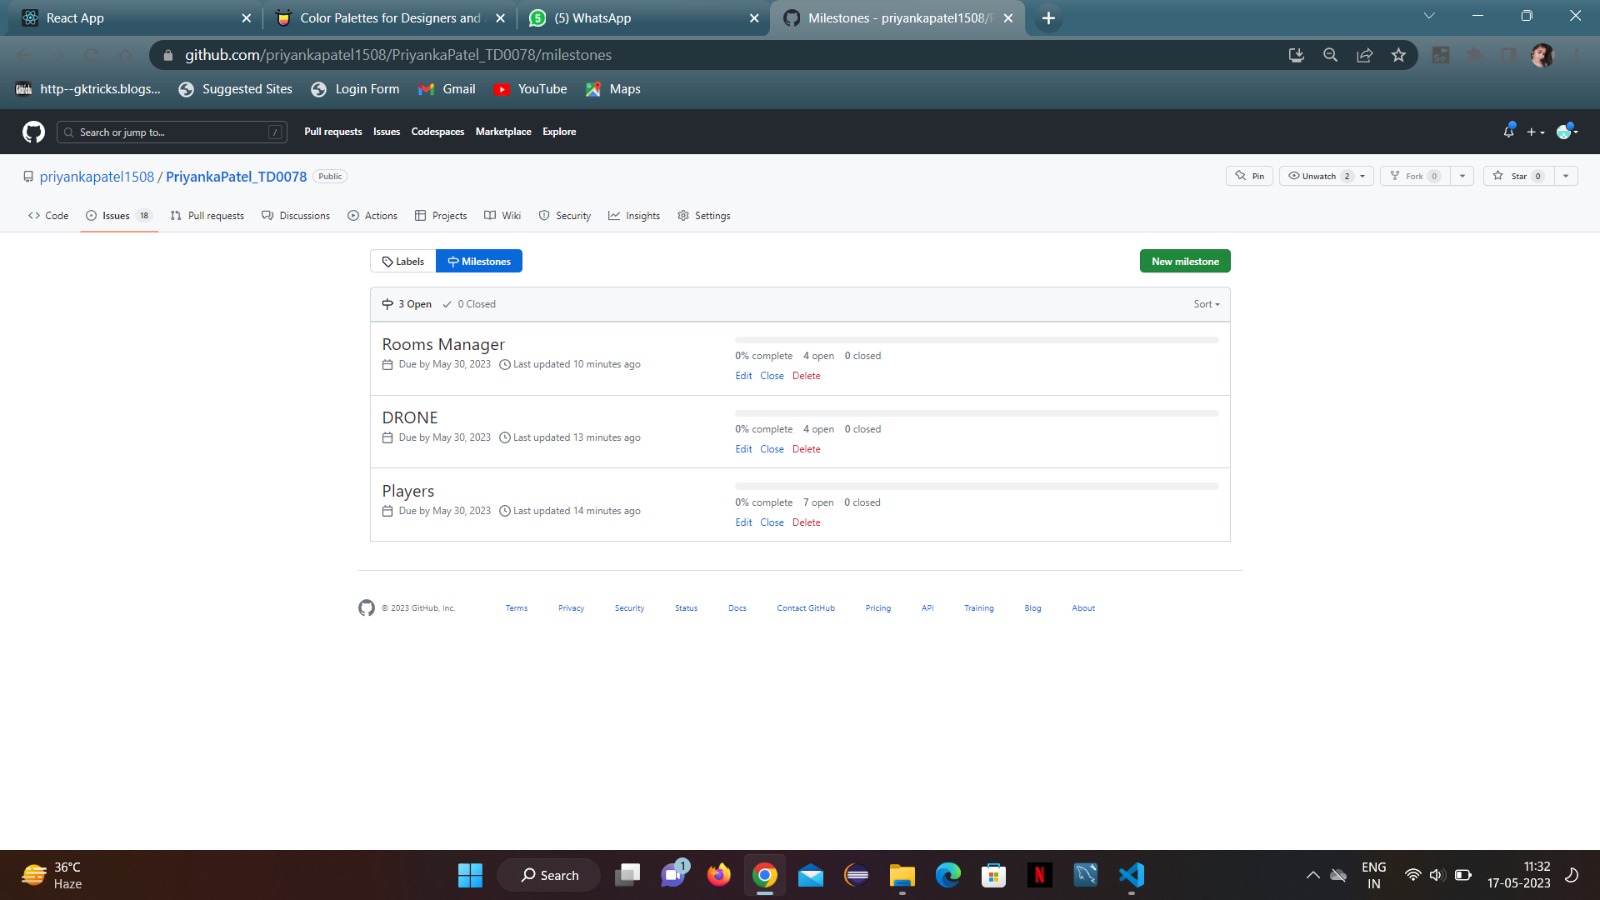 React App
Color Palettes for Designers and
(5) WhatsApp
Milestones - priyankapatel1508/
github.com/priyankapatel1508/PriyankaPatel_TD0078/milestones
http--gktricks.blogs...
Suggested Sites
Login Form
Gmail
YouTube
Maps
Search or jump to...
/
Pull requests
Issues
Codespaces
Marketplace
Explore
priyankapatel1508 / PriyankaPatel_TD0078
Public
Pin
Unwatch 2
Fork 0
Star 0
Code
Issues 18
Pull requests
Discussions
Actions
Projects
Wiki
Security
Insights
Settings
Labels
Milestones
New milestone
3 Open
0 Closed
Sort
Rooms Manager
Due by May 30, 2023
Last updated 10 minutes ago
0% complete 4 open 0 closed
Edit Close Delete
DRONE
Due by May 30, 2023
Last updated 13 minutes ago
0% complete 4 open 0 closed
Edit Close Delete
Players
Due by May 30, 2023
Last updated 14 minutes ago
0% complete 7 open 0 closed
Edit Close Delete
© 2023 GitHub, Inc.
Terms
Privacy
Security
Status
Docs
Contact GitHub
Pricing
API
Training
Blog
About
36°C
Haze
Search
1
ENG
IN
11:32
17-05-2023